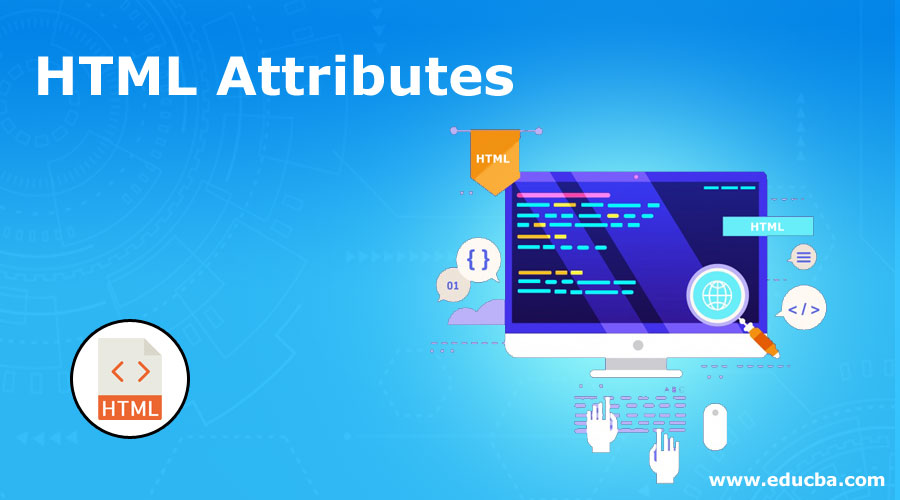 HTML Attributes
HTML
HTML
{ }
01
</>
HTML
www.educba.com